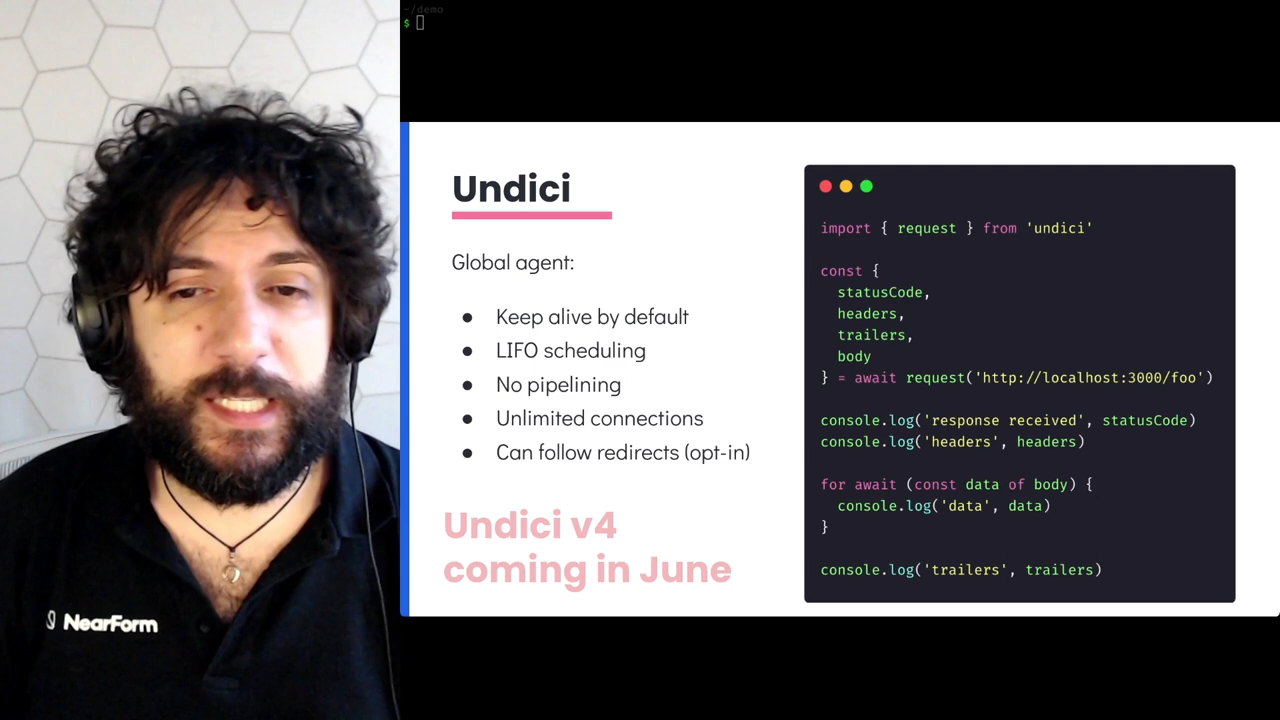 ~/demo
$
Undici
Global agent:
● Keep alive by default
● LIFO scheduling
● No pipelining
● Unlimited connections
● Can follow redirects (opt-in)
Undici v4
coming in June
import { request } from 'undici'
const {
  statusCode,
  headers,
  trailers,
  body
} = await request('http://localhost:3000/foo')
console.log('response received', statusCode)
console.log('headers', headers)
for await (const data of body) {
  console.log('data', data)
}
console.log('trailers', trailers)
NearForm